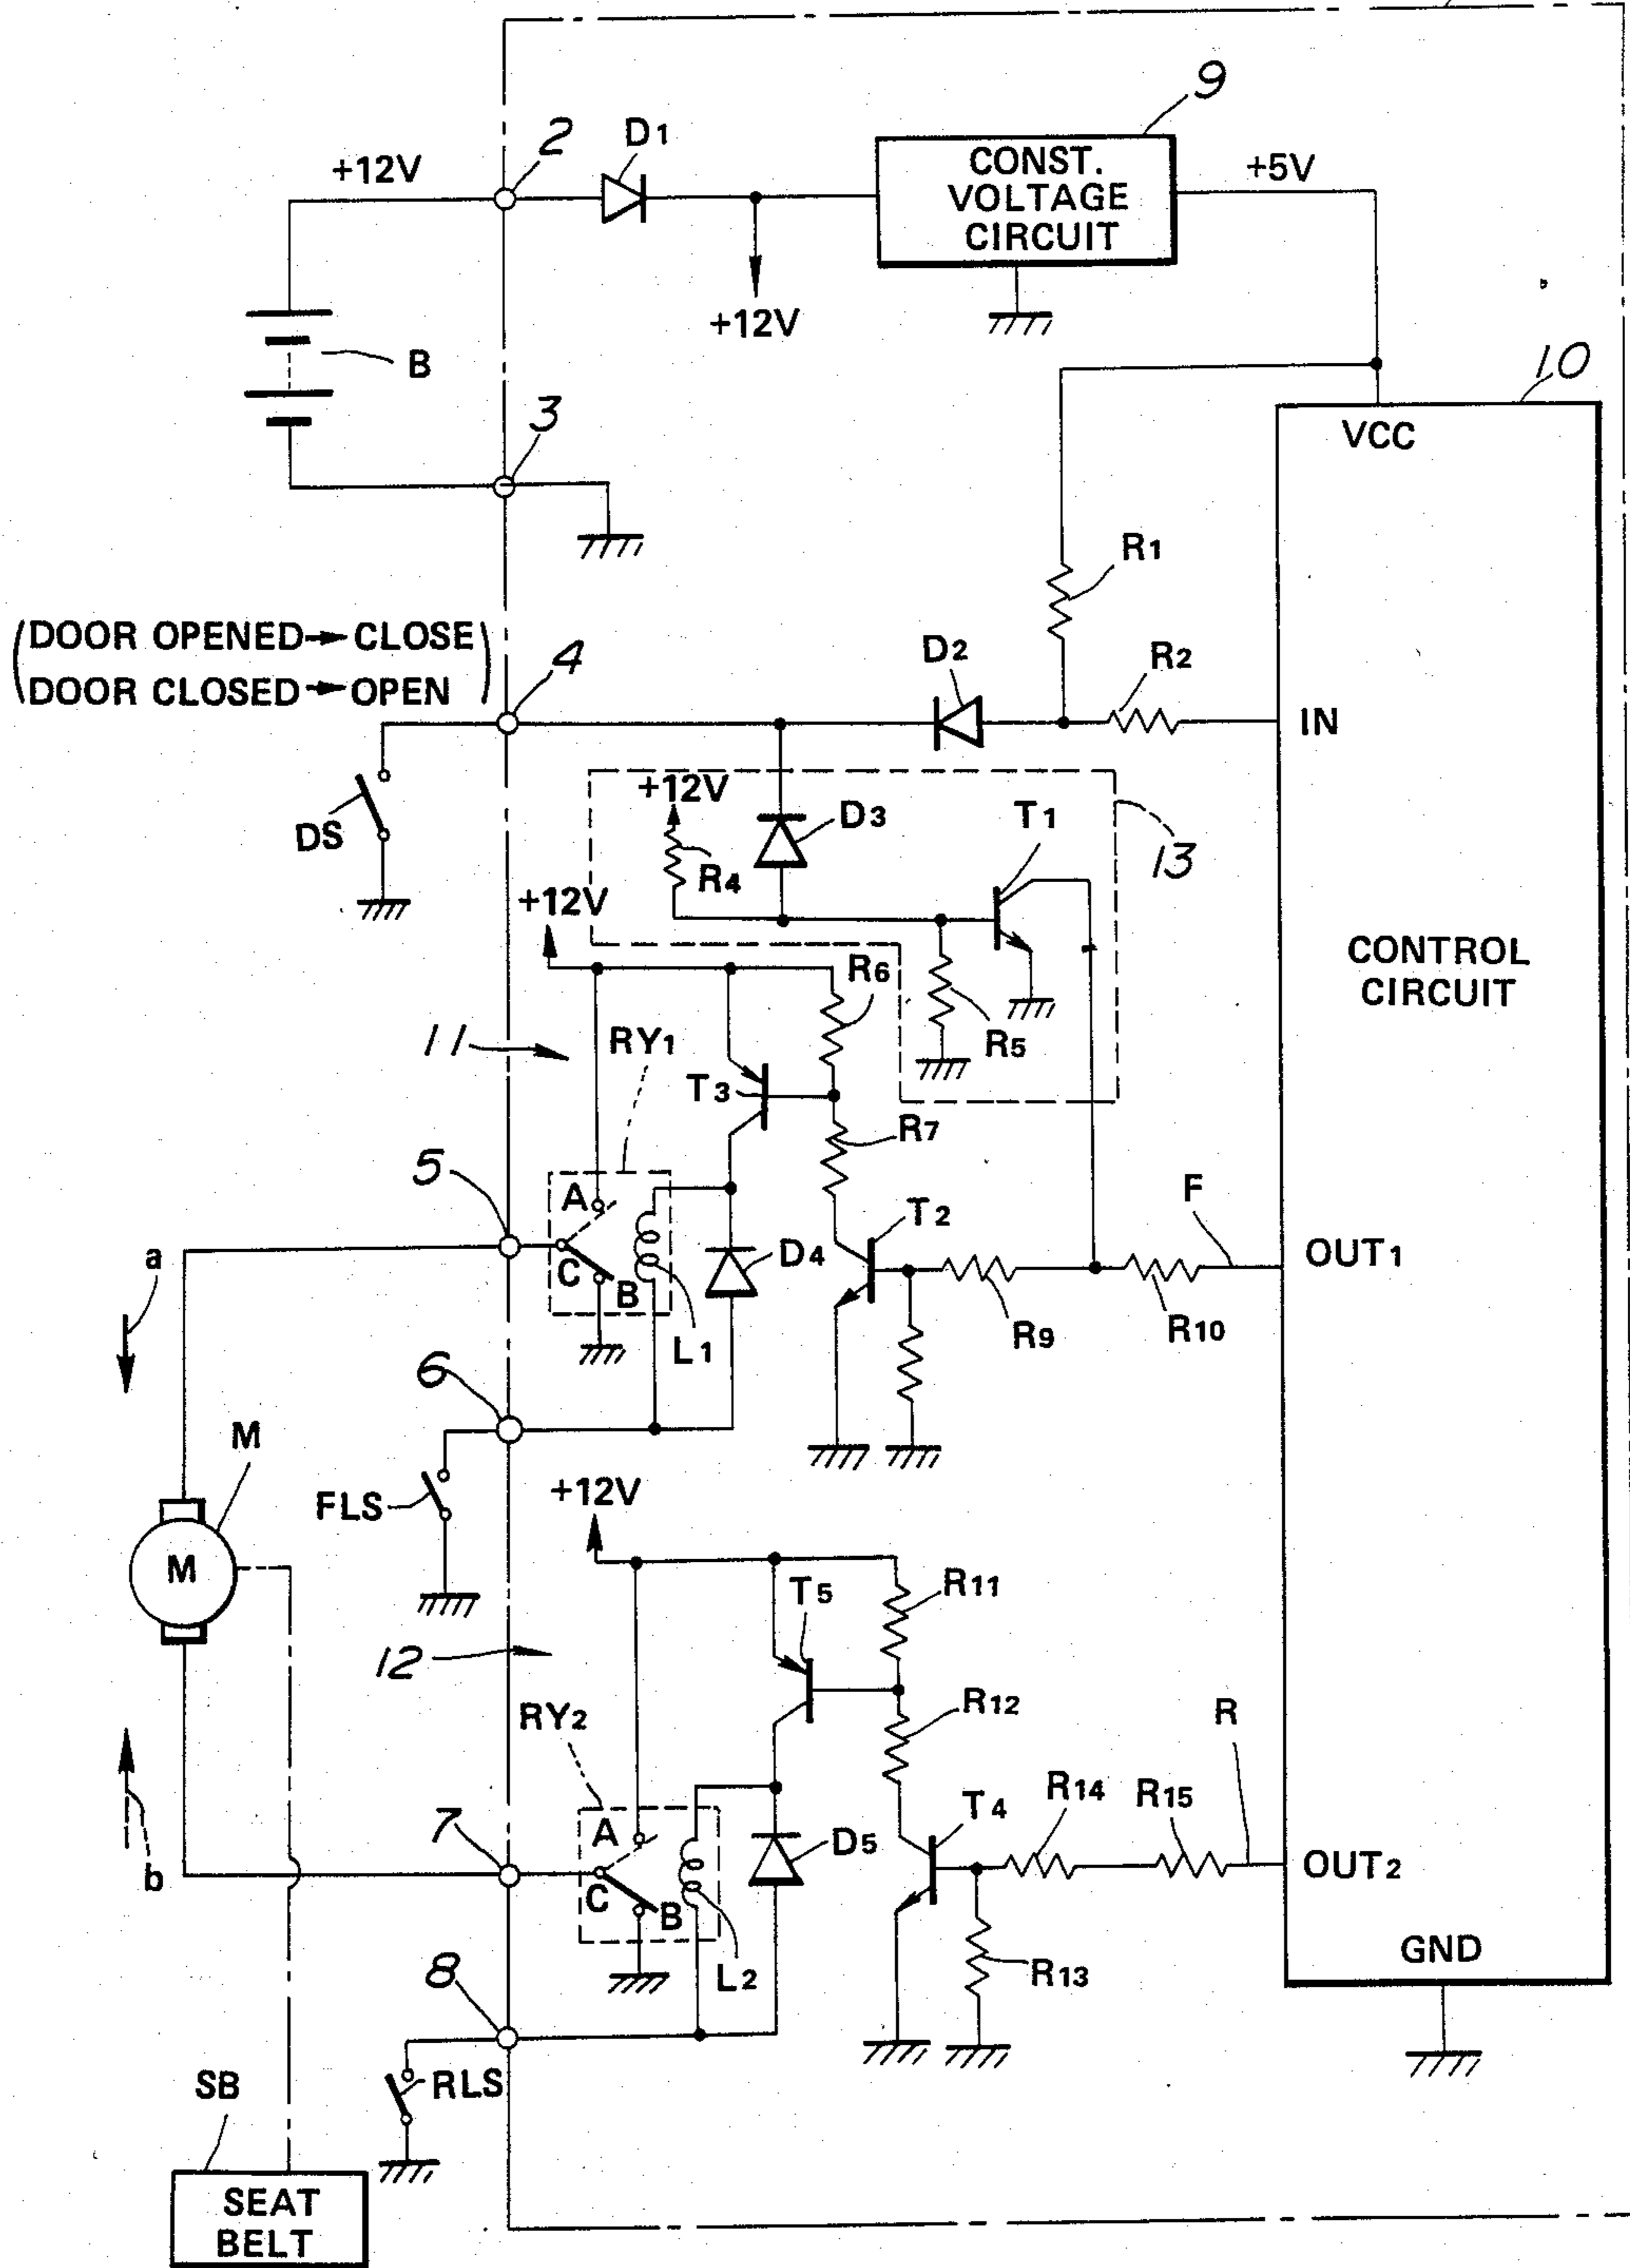 9
2
D1
+12V
CONST.
VOLTAGE
CIRCUIT
+5V
+12V
B
10
3
VCC
R1
(DOOR OPENED→CLOSE)
(DOOR CLOSED→OPEN)
4
D2
R2
IN
+12V
DS
D3
T1
13
R4
+12V
CONTROL
CIRCUIT
R6
11
RY1
R5
T3
R7
5
A
T2
F
a
C
B
D4
OUT1
L1
R9
R10
6
M
FLS
+12V
M
T5
R11
12
RY2
R12
R
7
A
T4
R14
R15
b
C
B
D5
OUT2
L2
R13
GND
8
SB
RLS
SEAT
BELT